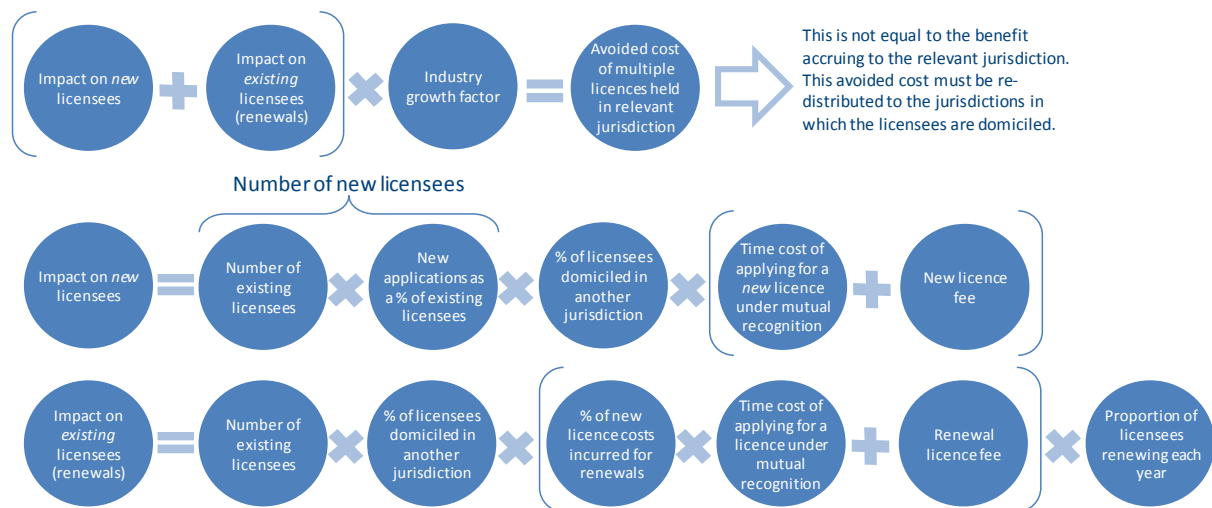 Impact on new
licensees
Impact on
existing
licensees
(renewals)
Industry
growth factor
Avoided cost
of multiple
licences held
in relevant
jurisdiction
This is not equal to the benefit
accruing to the relevant jurisdiction.
This avoided cost must be re-
distributed to the jurisdictions in
which the licensees are domiciled.
Number of new licensees
Impact on new
licensees
Number of
existing
licensees
New
applications as
a % of existing
licensees
% of licensees
domiciled in
another
jurisdiction
Time cost of
applying for a
new licence
under mutual
recognition
New licence
fee
Impact on
existing
licensees
(renewals)
Number of
existing
licensees
% of licensees
domiciled in
another
jurisdiction
% of new
licence costs
incurred for
renewals
Time cost of
applying for a
licence under
mutual
recognition
Renewal
licence fee
Proportion of
licensees
renewing each
year